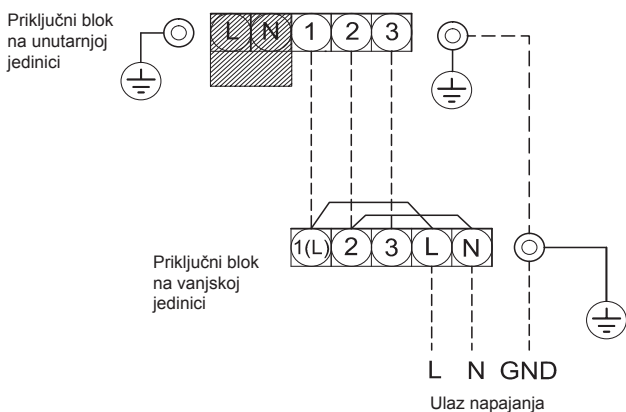 Priključni blok
na unutarnjoj
jedinici
L N 1 2 3
Priključni blok
na vanjskoj
jedinici
1(L) 2 3 L N
L N GND
Ulaz napajanja